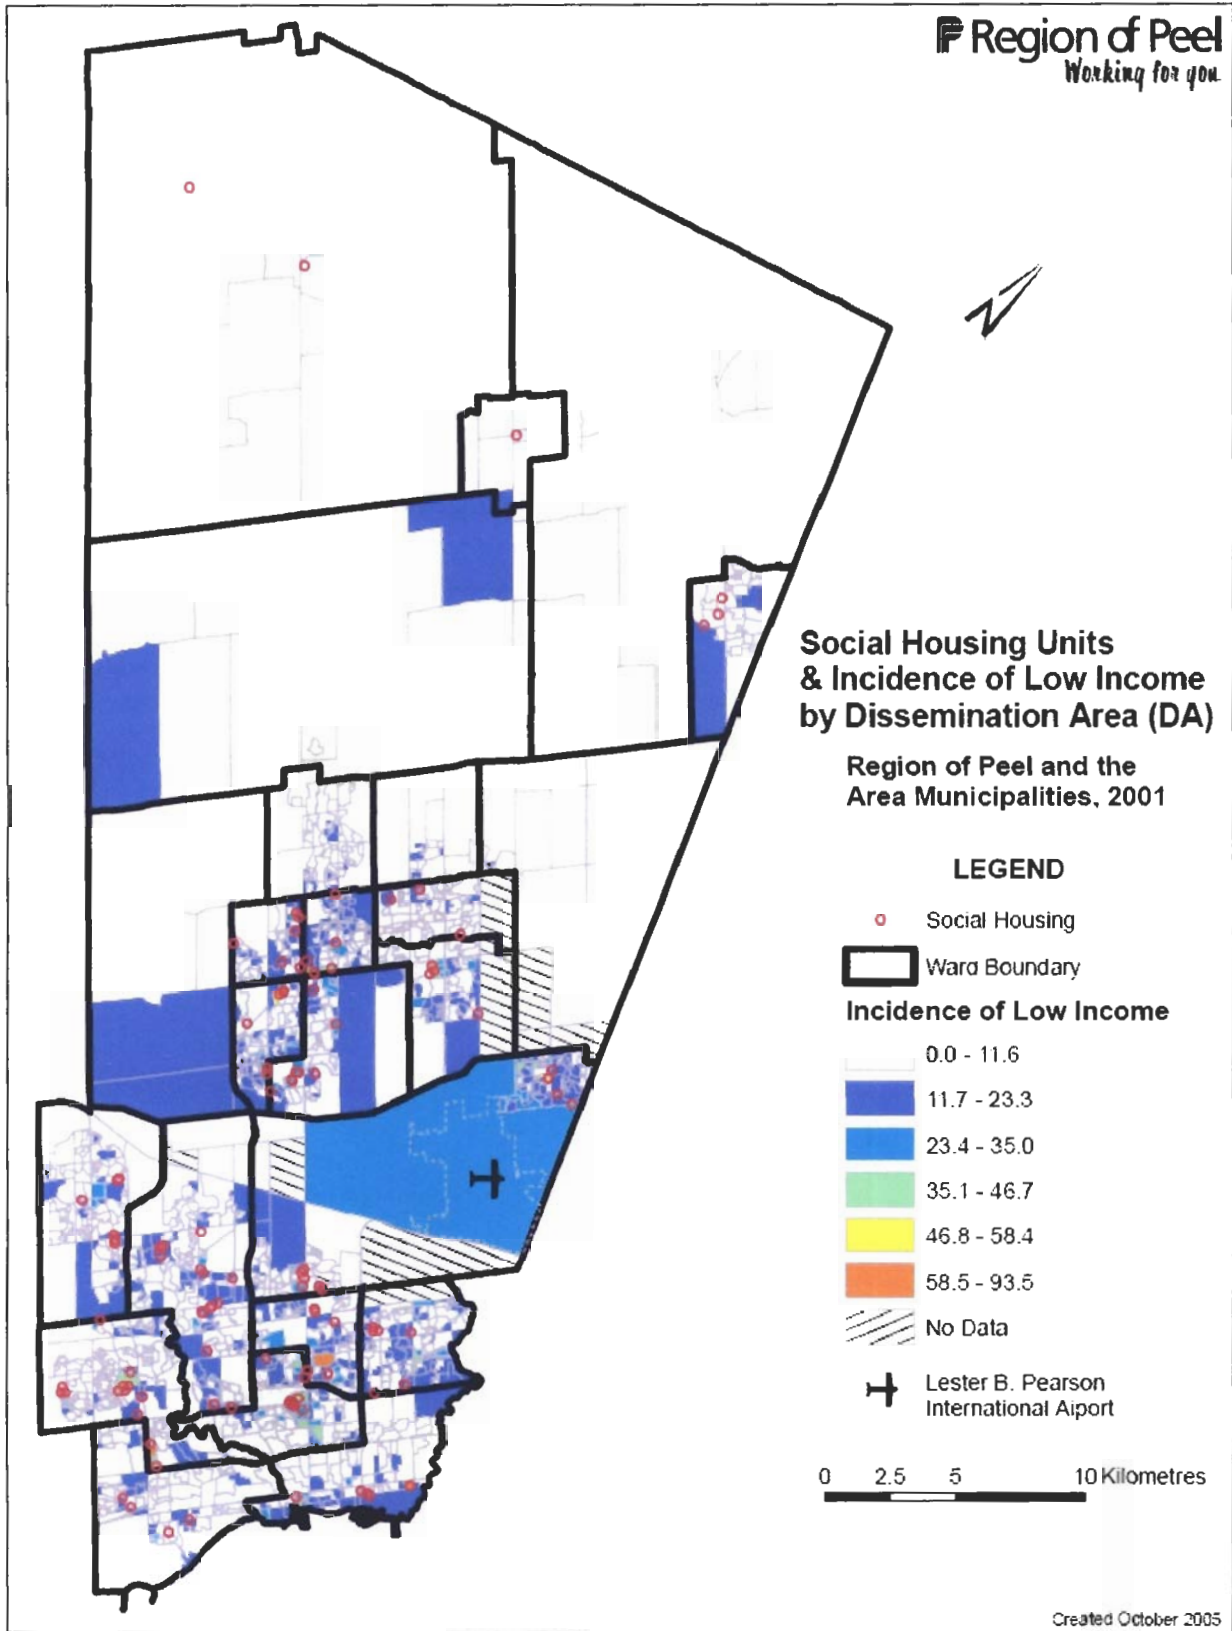 Region of Peel
Working for you
Social Housing Units
& Incidence of Low Income
by Dissemination Area (DA)
Region of Peel and the
Area Municipalities, 2001
LEGEND
Social Housing
Ward Boundary
Incidence of Low Income
0.0 - 11.6
11.7 - 23.3
23.4 - 35.0
35.1 - 46.7
46.8 - 58.4
58.5 - 93.5
No Data
Lester B. Pearson
International Aiport
0 2.5 5 10 Kilometres
Created October 2005